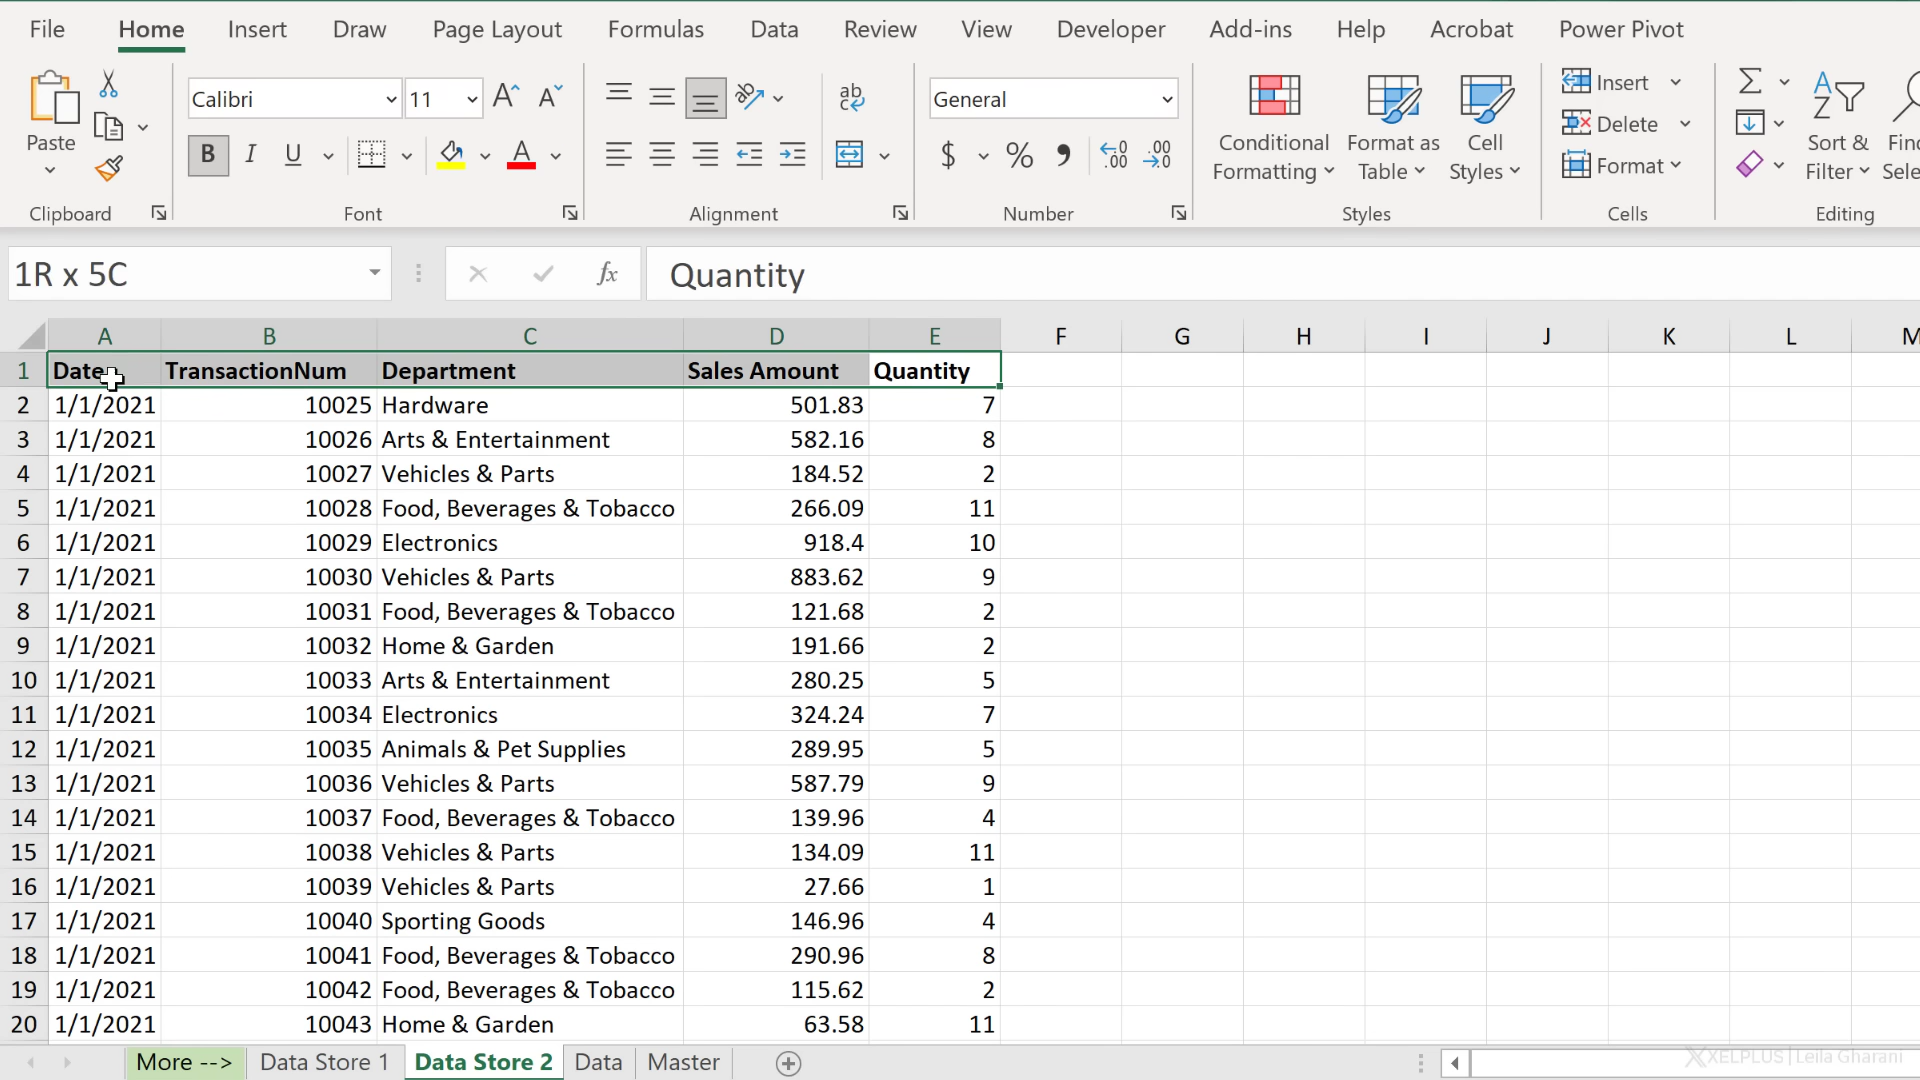 File Home Insert Draw Page Layout Formulas Data Review View Developer Add-ins Help Acrobat Power Pivot
Paste
Clipboard
Calibri 11
B I U
Font
ab
Alignment
General
$ %
Number
Conditional Formatting
Format as Table
Cell Styles
Styles
Insert
Delete
Format
Cells
Sort & Filter
Editing
1R x 5C fx Quantity
A B C D E F G H I J K L M
1 Date TransactionNum Department Sales Amount Quantity
2 1/1/2021 10025 Hardware 501.83 7
3 1/1/2021 10026 Arts & Entertainment 582.16 8
4 1/1/2021 10027 Vehicles & Parts 184.52 2
5 1/1/2021 10028 Food, Beverages & Tobacco 266.09 11
6 1/1/2021 10029 Electronics 918.4 10
7 1/1/2021 10030 Vehicles & Parts 883.62 9
8 1/1/2021 10031 Food, Beverages & Tobacco 121.68 2
9 1/1/2021 10032 Home & Garden 191.66 2
10 1/1/2021 10033 Arts & Entertainment 280.25 5
11 1/1/2021 10034 Electronics 324.24 7
12 1/1/2021 10035 Animals & Pet Supplies 289.95 5
13 1/1/2021 10036 Vehicles & Parts 587.79 9
14 1/1/2021 10037 Food, Beverages & Tobacco 139.96 4
15 1/1/2021 10038 Vehicles & Parts 134.09 11
16 1/1/2021 10039 Vehicles & Parts 27.66 1
17 1/1/2021 10040 Sporting Goods 146.96 4
18 1/1/2021 10041 Food, Beverages & Tobacco 290.96 8
19 1/1/2021 10042 Food, Beverages & Tobacco 115.62 2
20 1/1/2021 10043 Home & Garden 63.58 11
More --> Data Store 1 Data Store 2 Data Master
XELPLUS | Leila Gharani